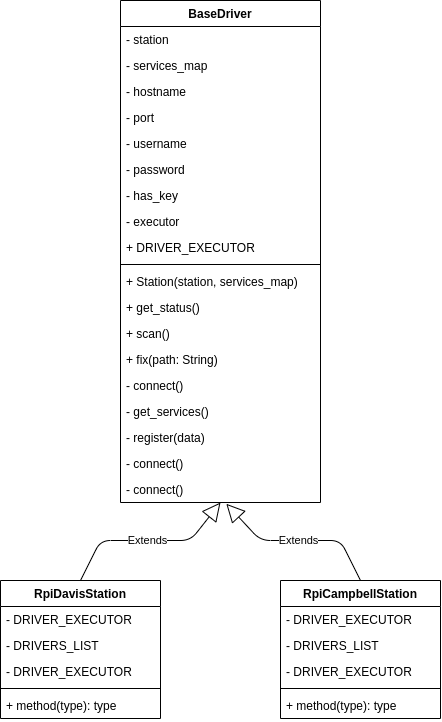 BaseDriver
- station
- services_map
- hostname
- port
- username
- password
- has_key
- executor
+ DRIVER_EXECUTOR
+ Station(station, services_map)
+ get_status()
+ scan()
+ fix(path: String)
- connect()
- get_services()
- register(data)
- connect()
- connect()
Extends
Extends
RpiDavisStation
- DRIVER_EXECUTOR
- DRIVERS_LIST
- DRIVER_EXECUTOR
+ method(type): type
RpiCampbellStation
- DRIVER_EXECUTOR
- DRIVERS_LIST
- DRIVER_EXECUTOR
+ method(type): type